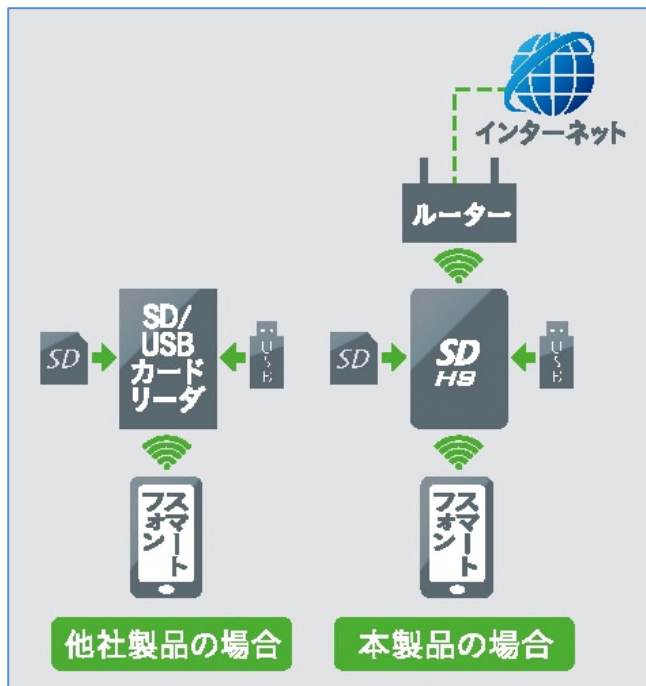 インターネット
ルーター
SD/
USB
カード
リーダ
SD
USB
SD
H9
SD
USB
スマート
フォン
スマート
フォン
他社製品の場合
本製品の場合